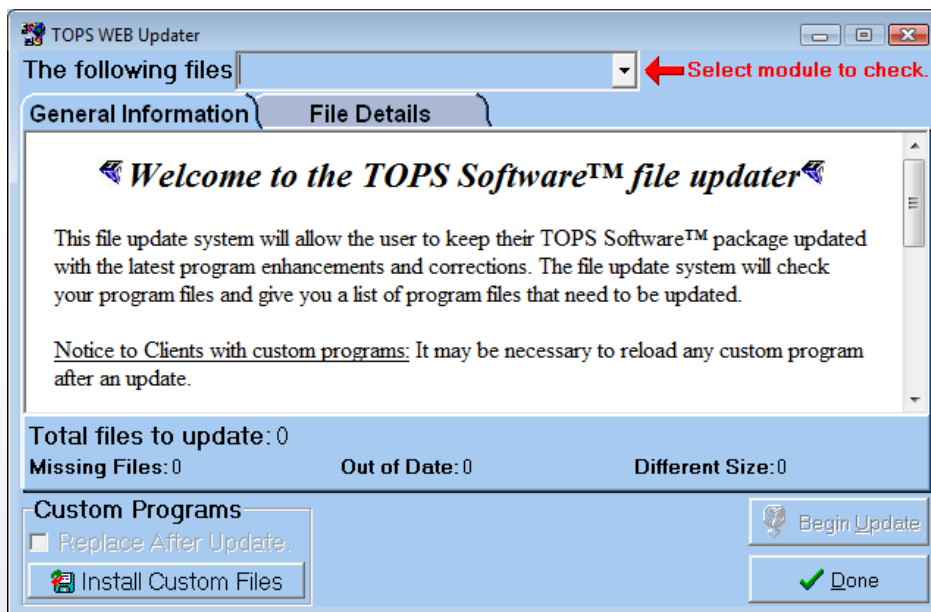 TOPS WEB Updater
The following files
Select module to check.
General Information
File Details
Welcome to the TOPS Software™ file updater
This file update system will allow the user to keep their TOPS Software™ package updated
with the latest program enhancements and corrections. The file update system will check
your program files and give you a list of program files that need to be updated.
Notice to Clients with custom programs: It may be necessary to reload any custom program
after an update.
Total files to update: 0
Missing Files: 0
Out of Date: 0
Different Size: 0
Custom Programs
Replace After Update.
Install Custom Files
Begin Update
Done